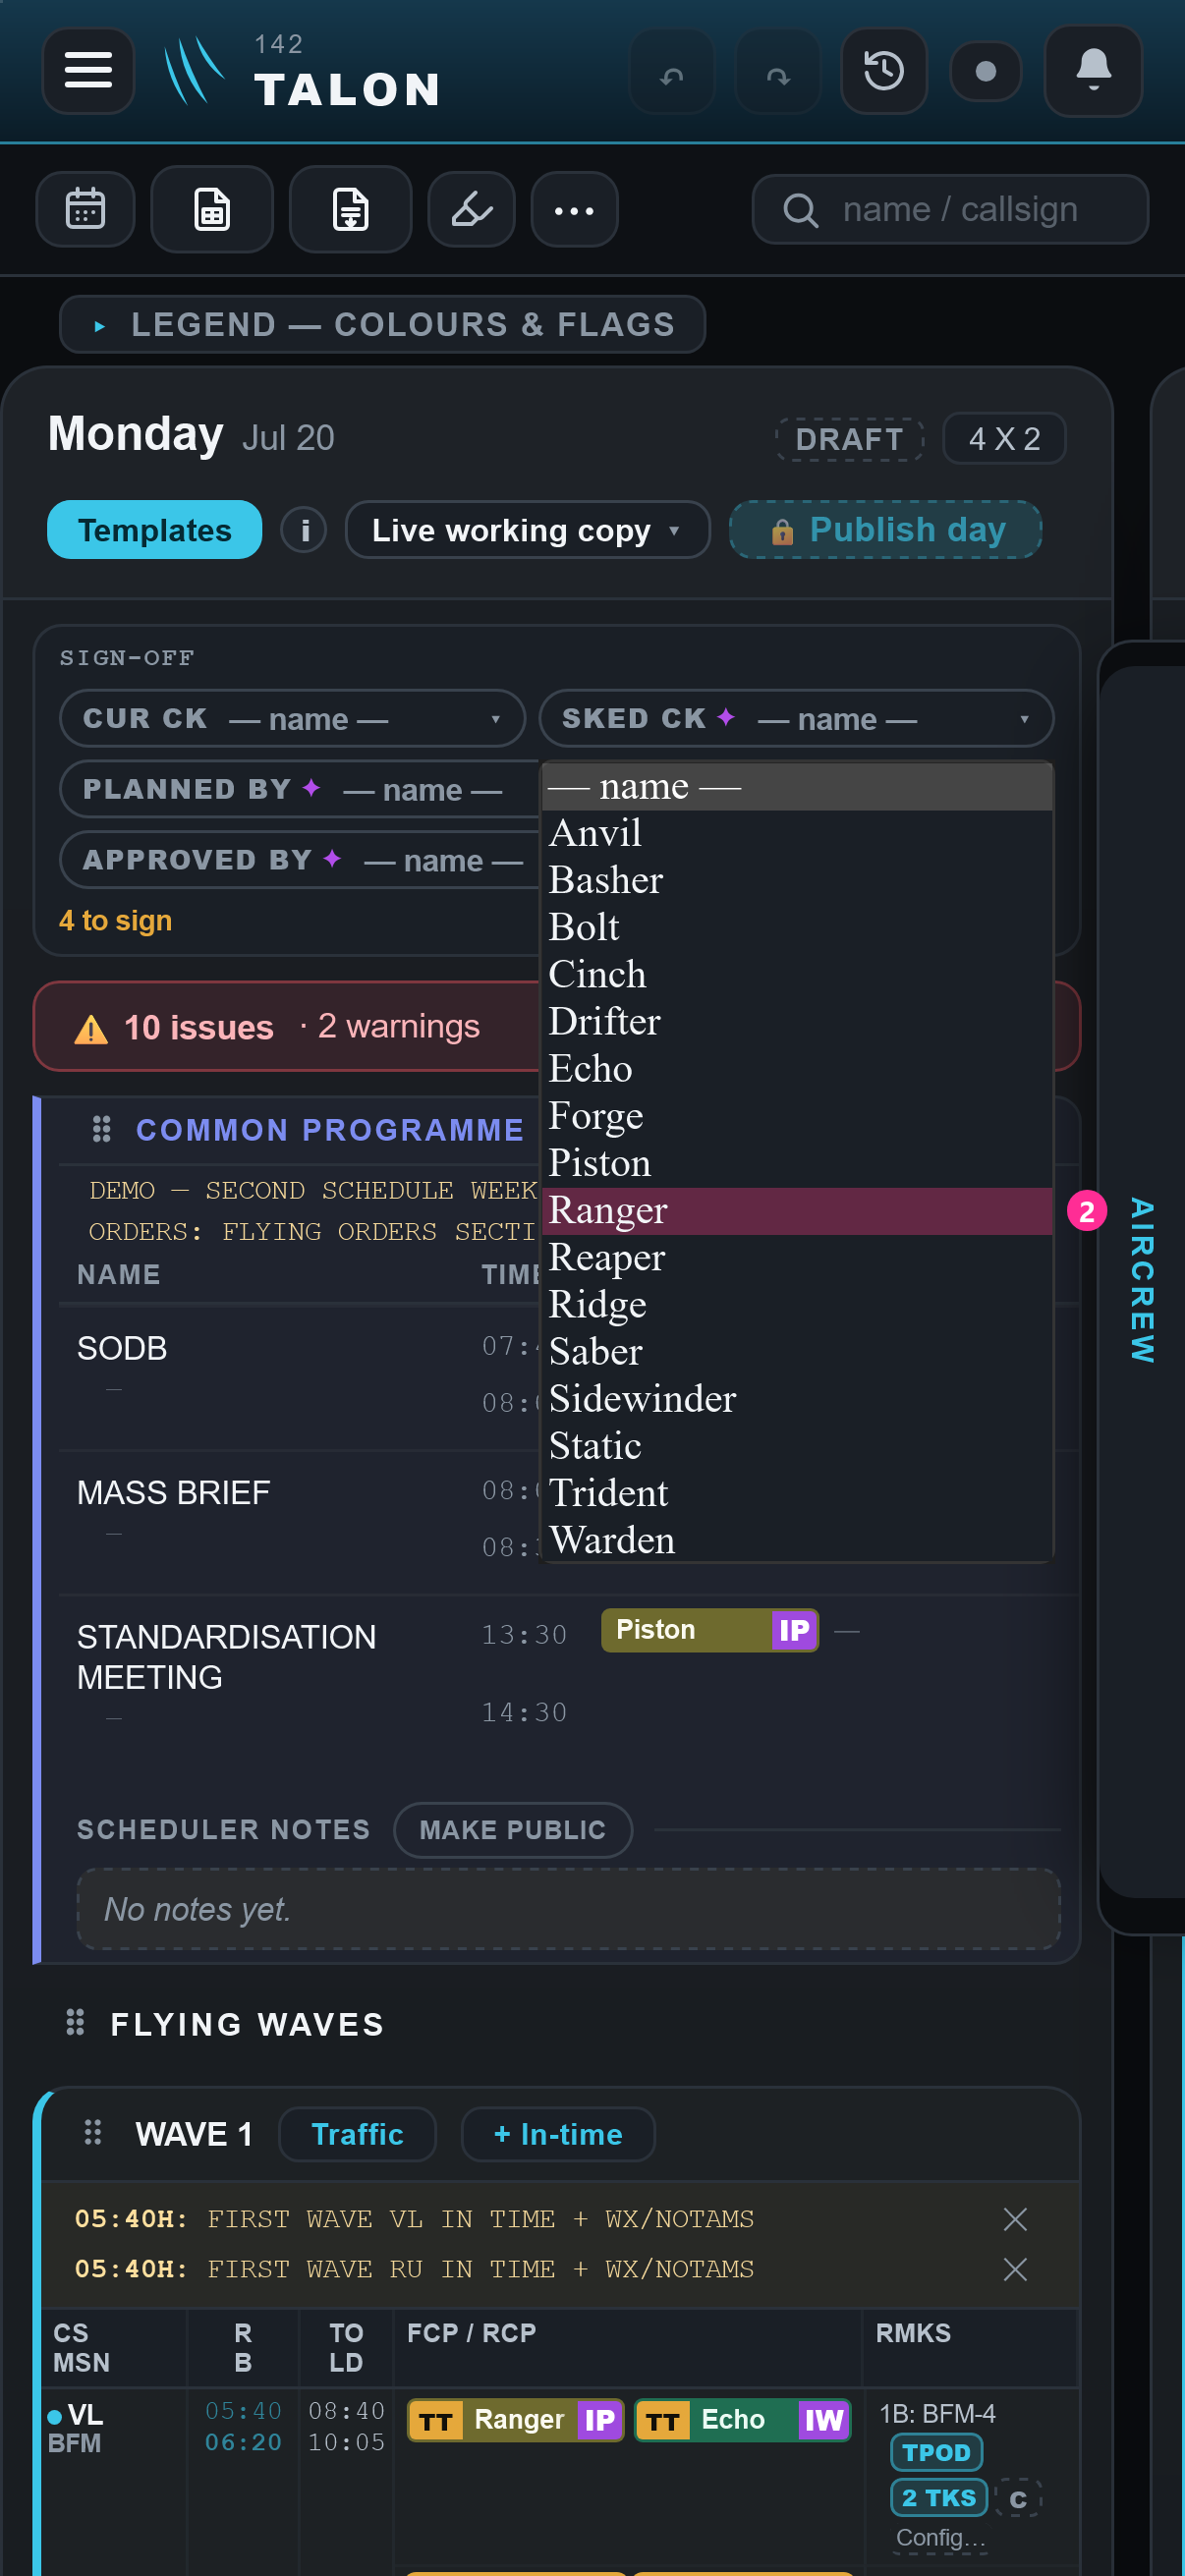 142
TALON
name / callsign
LEGEND — COLOURS & FLAGS
Monday Jul 20 DRAFT 4 X 2
Templates i Live working copy Publish day
SIGN-OFF
CUR CK — name — SKED CK — name —
PLANNED BY — name —
APPROVED BY — name —
4 to sign
— name —
Anvil
Basher
Bolt
Cinch
Drifter
Echo
Forge
Piston
Ranger
Reaper
Ridge
Saber
Sidewinder
Static
Trident
Warden
10 issues · 2 warnings
2
AIRCREW
COMMON PROGRAMME
DEMO — SECOND SCHEDULE WEEK
ORDERS: FLYING ORDERS
NAME
SODB
—
MASS BRIEF
—
STANDARDISATION MEETING 13:30 Piston IP —
— 14:30
SCHEDULER NOTES MAKE PUBLIC
No notes yet.
FLYING WAVES
WAVE 1 Traffic + In-time
05:40H: FIRST WAVE VL IN TIME + WX/NOTAMS
05:40H: FIRST WAVE RU IN TIME + WX/NOTAMS
CS R TO FCP / RCP RMKS
MSN B LD
VL 05:40 08:40 TT Ranger IP TT Echo IW 1B: BFM-4
BFM 06:20 10:05
TPOD
2 TKS C
Config...